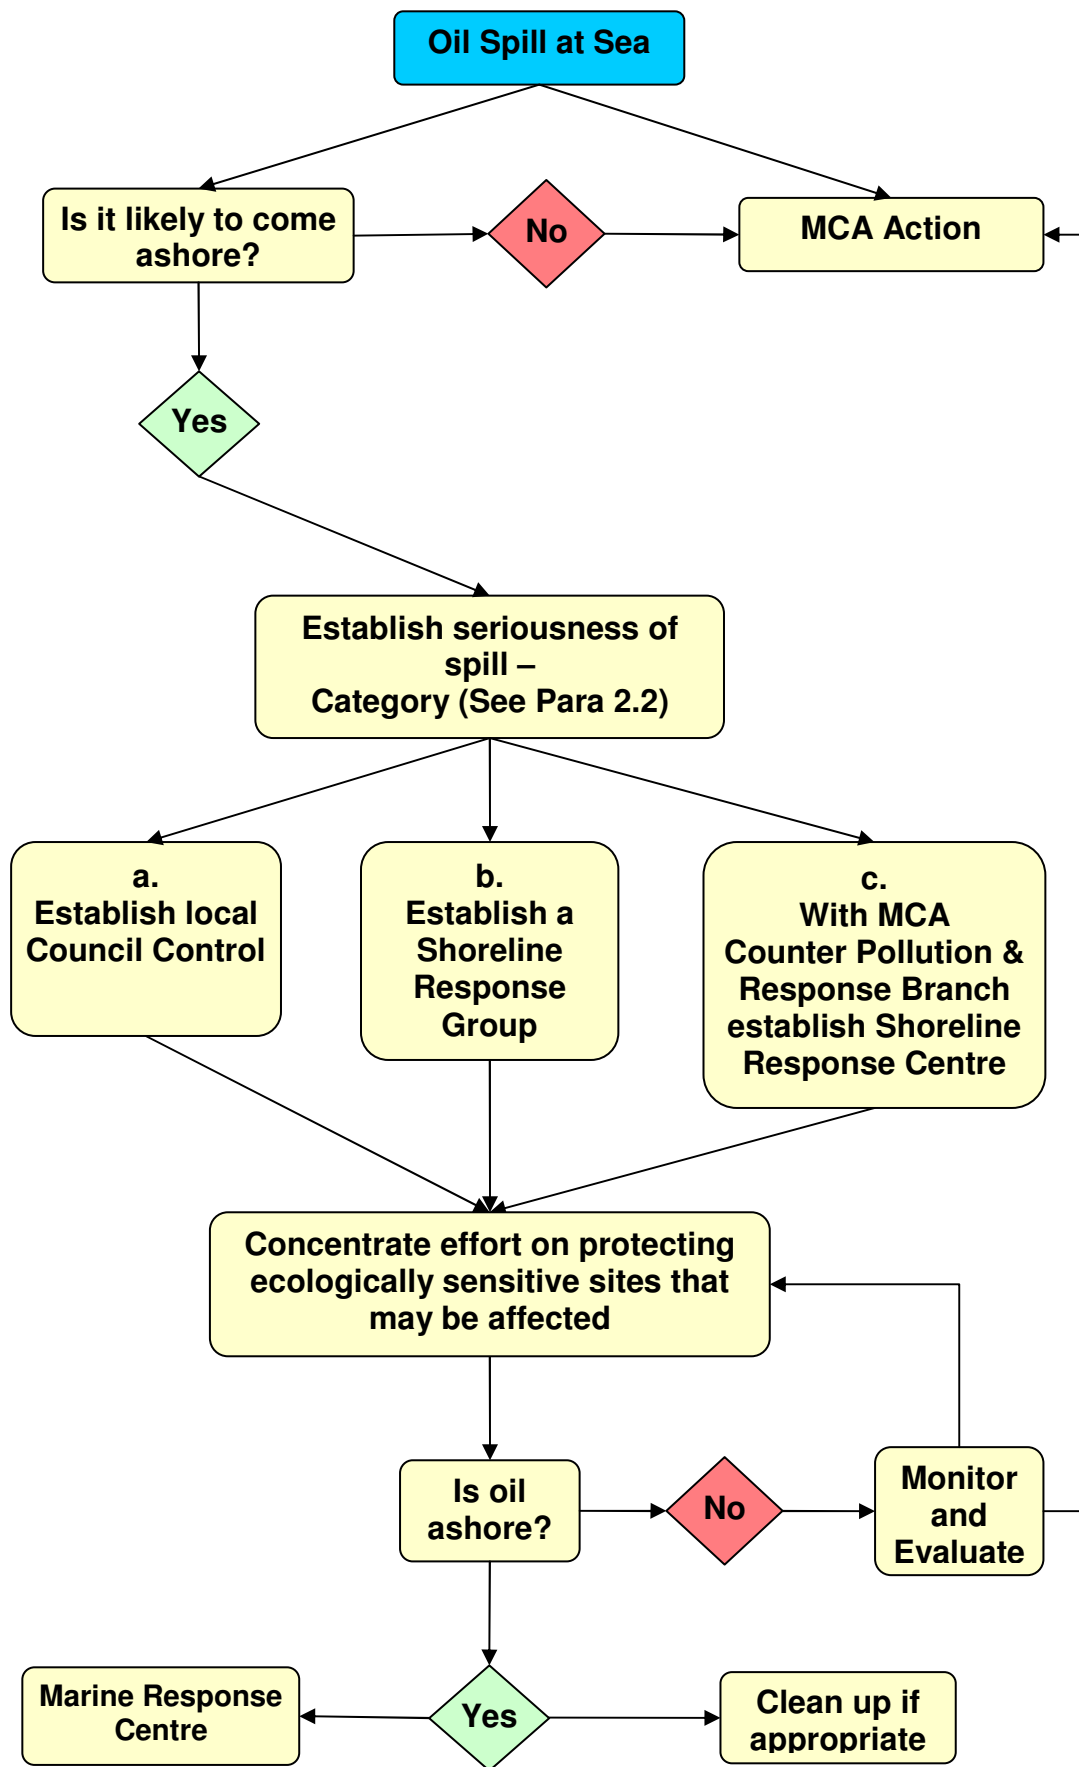 Oil Spill at Sea
Is it likely to come
ashore?
No
MCA Action
Yes
Establish seriousness of
spill –
Category (See Para 2.2)
a.
Establish local
Council Control
b.
Establish a
Shoreline
Response
Group
c.
With MCA
Counter Pollution &
Response Branch
establish Shoreline
Response Centre
Concentrate effort on protecting
ecologically sensitive sites that
may be affected
Is oil
ashore?
No
Monitor
and
Evaluate
Marine Response
Centre
Yes
Clean up if
appropriate